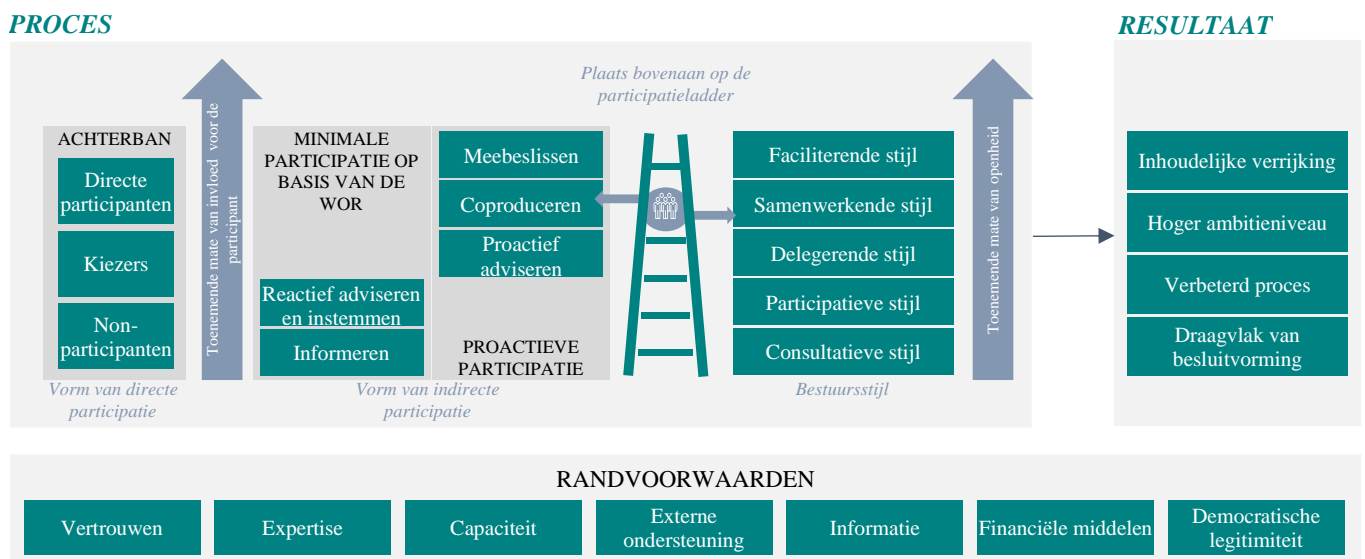 PROCES
RESULTAAT
Plaats bovenaan op de
participatieladder
Toenemende mate van invloed voor de
participant
Toenemende mate van openheid
ACHTERBAN
Directe
participanten
Kiezers
Non-
participanten
Vorm van directe
participatie
MINIMALE
PARTICIPATIE OP
BASIS VAN DE
WOR
Reactief adviseren
en instemmen
Informeren
Meebeslissen
Coproduceren
Proactief
adviseren
PROACTIEVE
PARTICIPATIE
Vorm van indirecte
participatie
Faciliterende stijl
Samenwerkende stijl
Delegerende stijl
Participatieve stijl
Consultatieve stijl
Bestuursstijl
Inhoudelijke verrijking
Hoger ambitieniveau
Verbeterd proces
Draagvlak van
besluitvorming
RANDVOORWAARDEN
Vertrouwen
Expertise
Capaciteit
Externe
ondersteuning
Informatie
Financiële middelen
Democratische
legitimiteit